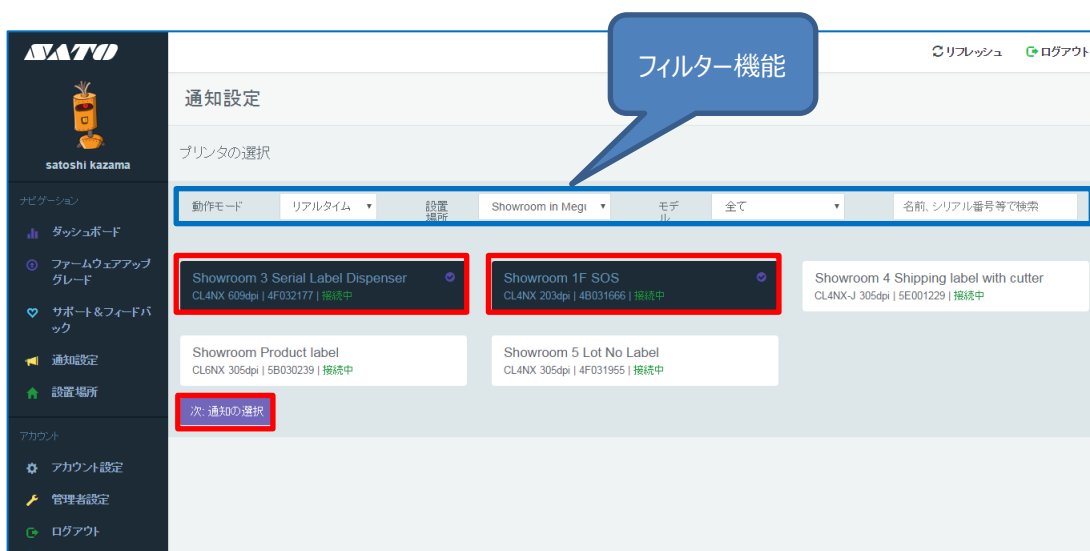 SATO
フィルター機能
リフレッシュ
ログアウト
satoshi kazama
通知設定
プリンタの選択
ナビゲーション
ダッシュボード
ファームウェアアップ
グレード
サポート&フィードバ
ック
通知設定
設置場所
アカウント
アカウント設定
管理者設定
ログアウト
動作モード
リアルタイム
設置
場所
Showroom in Megu
モデ
ル
全て
名前、シリアル番号等で検索
Showroom 3 Serial Label Dispenser
CL4NX 609dpi | 4F032177 | 接続中
Showroom 1F SOS
CL4NX 203dpi | 4B031666 | 接続中
Showroom 4 Shipping label with cutter
CL4NX-J 305dpi | 5E001229 | 接続中
Showroom Product label
CL6NX 305dpi | 5B030239 | 接続中
Showroom 5 Lot No Label
CL4NX 305dpi | 4F031955 | 接続中
次: 通知の選択